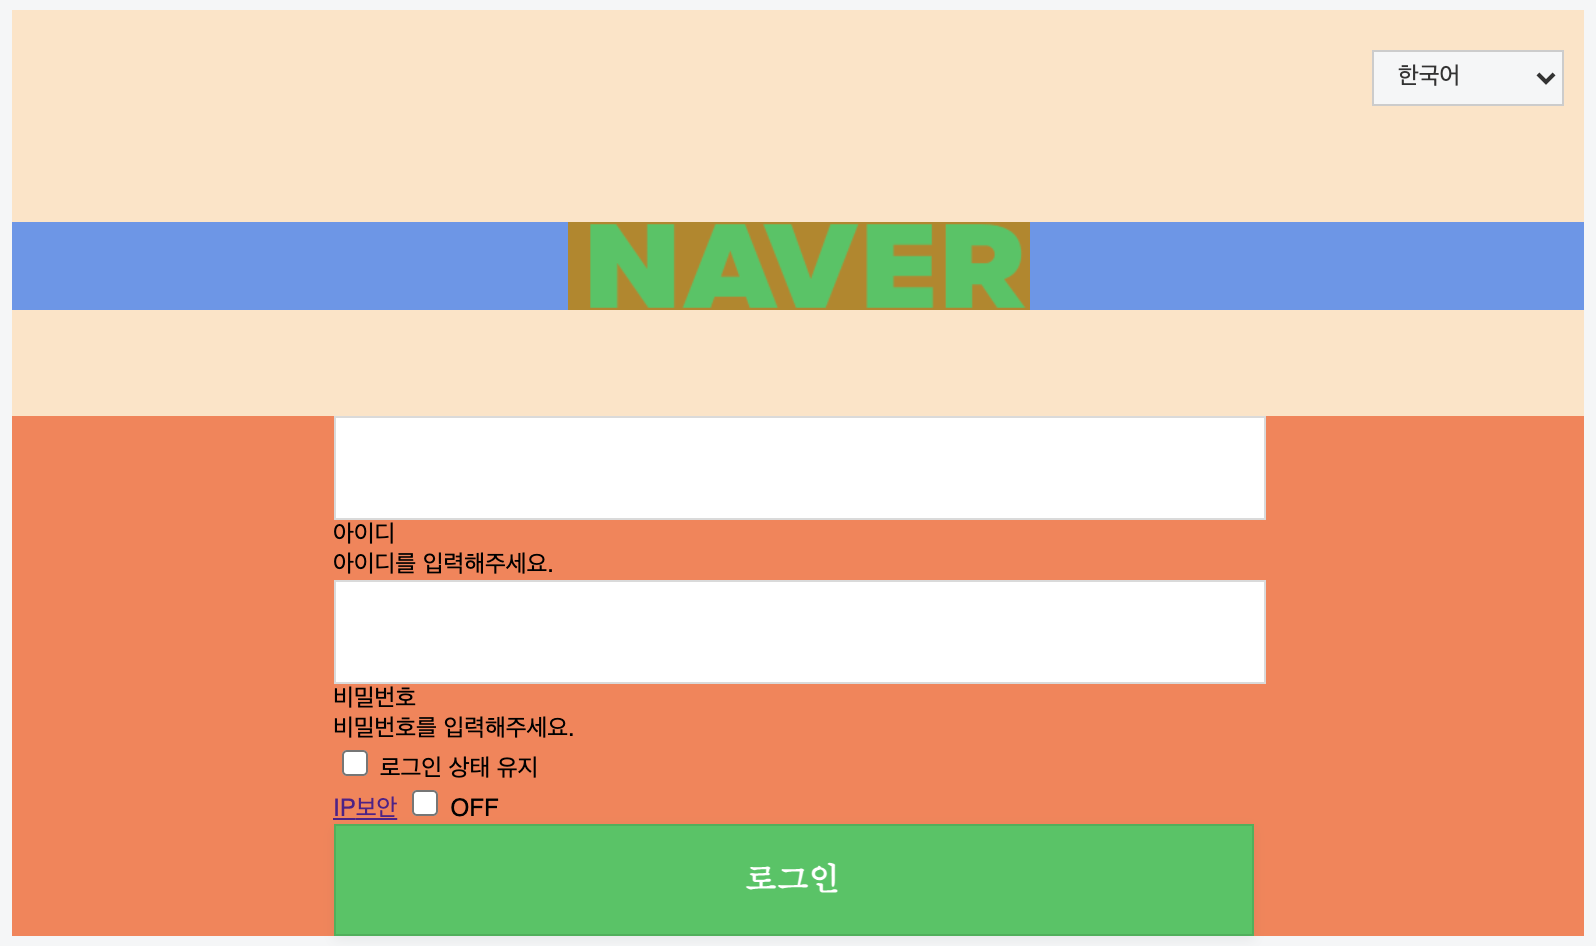 한국어
NAVER
아이디
아이디를 입력해주세요.
비밀번호
비밀번호를 입력해주세요.
로그인 상태 유지
IP보안 OFF
로그인